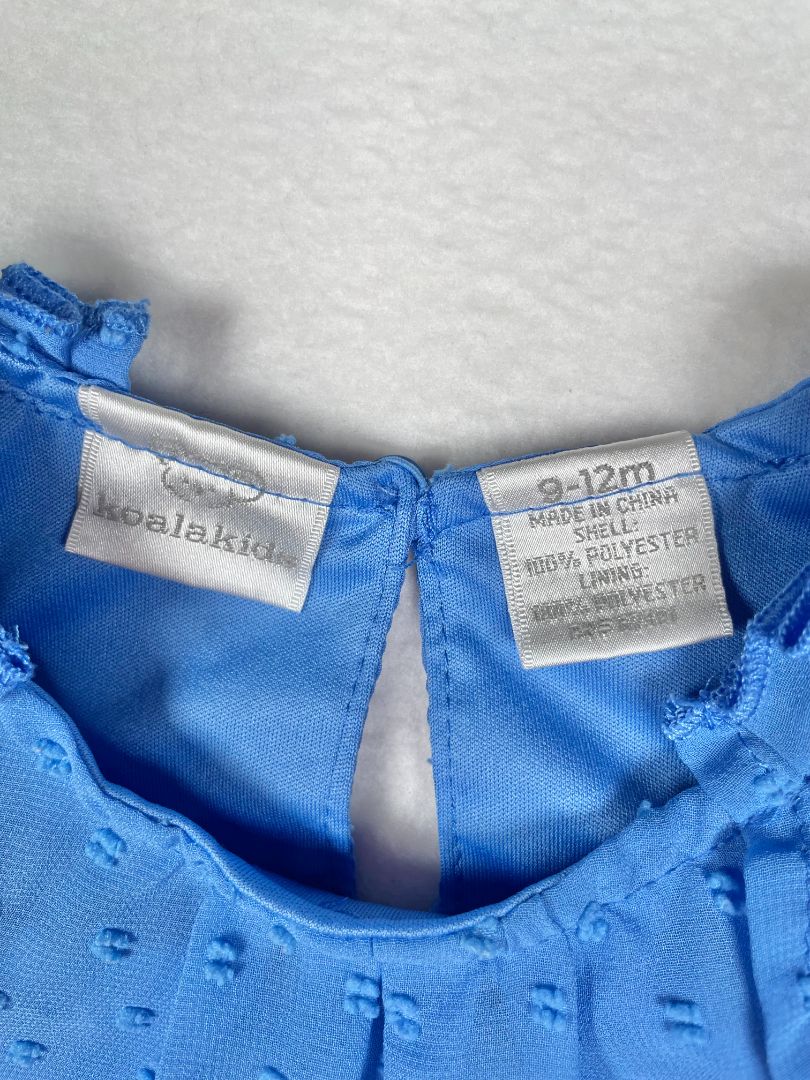 koalakids
9-12m
MADE IN CHINA
SHELL:
100% POLYESTER
LINING:
100% POLYESTER